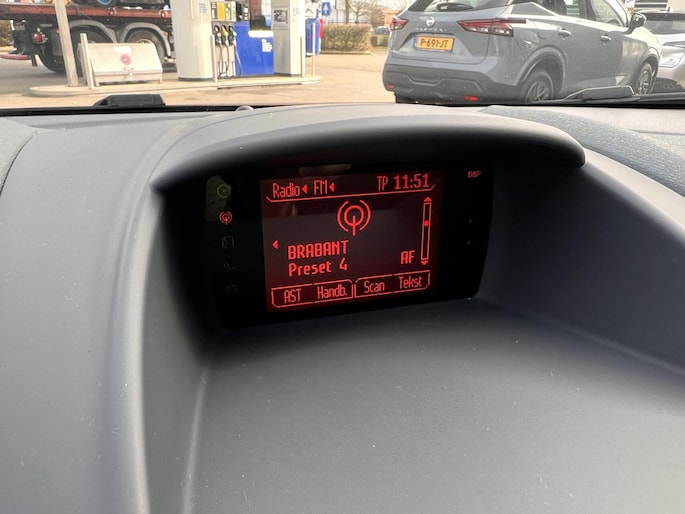 P-691-JT
DSP
Radio FM TP 11:51
BRABANT
Preset 4 AF
AST Handb. Scan Tekst